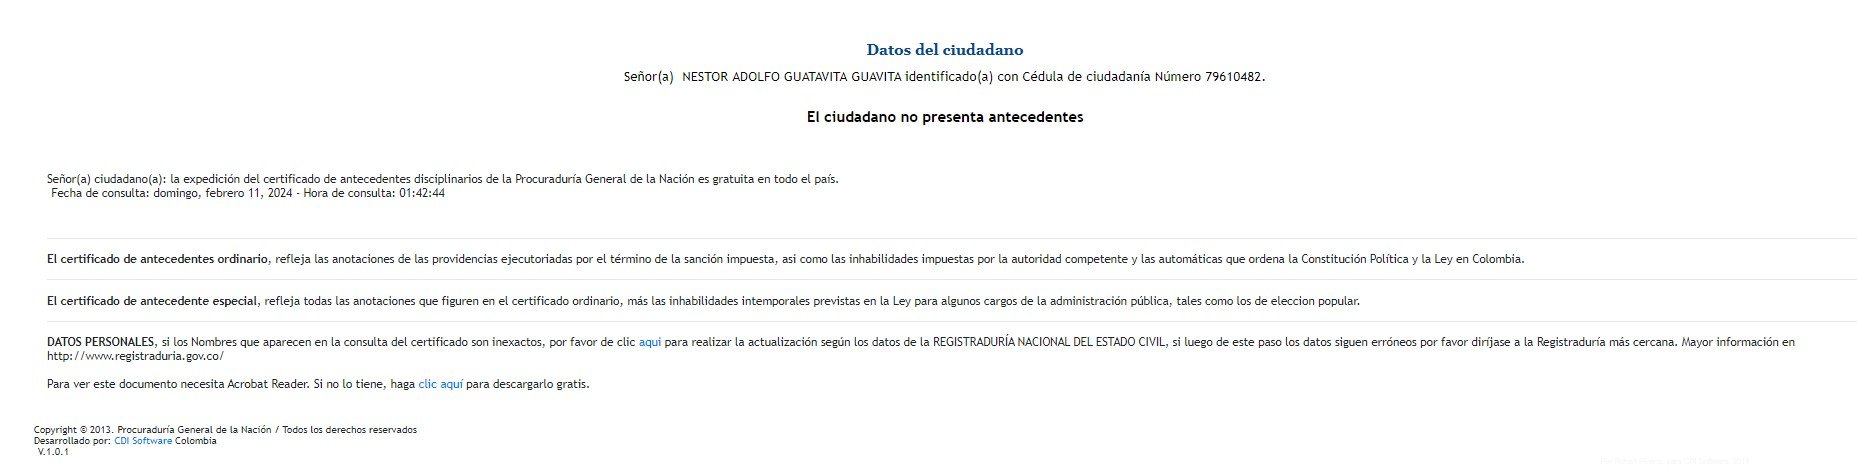 Datos del ciudadano
Señor(a) NESTOR ADOLFO GUATAVITA GUAVITA identificado(a) con Cédula de ciudadanía Número 79610482.
El ciudadano no presenta antecedentes
Señor(a) ciudadano(a): la expedición del certificado de antecedentes disciplinarios de la Procuraduría General de la Nación es gratuita en todo el país.
Fecha de consulta: domingo, febrero 11, 2024 - Hora de consulta: 01:42:44
El certificado de antecedentes ordinario, refleja las anotaciones de las providencias ejecutoriadas por el término de la sanción impuesta, asi como las inhabilidades impuestas por la autoridad competente y las automáticas que ordena la Constitución Política y la Ley en Colombia.
El certificado de antecedente especial, refleja todas las anotaciones que figuren en el certificado ordinario, más las inhabilidades intemporales previstas en la Ley para algunos cargos de la administración pública, tales como los de eleccion popular.
DATOS PERSONALES, si los Nombres que aparecen en la consulta del certificado son inexactos, por favor de clic aqui para realizar la actualización según los datos de la REGISTRADURÍA NACIONAL DEL ESTADO CIVIL, si luego de este paso los datos siguen erróneos por favor diríjase a la Registraduría más cercana. Mayor información en
http://www.registraduria.gov.co/
Para ver este documento necesita Acrobat Reader. Si no lo tiene, haga clic aquí para descargarlo gratis.
Copyright © 2013. Procuraduría General de la Nación / Todos los derechos reservados
Desarrollado por: CDI Software Colombia
V.1.0.1